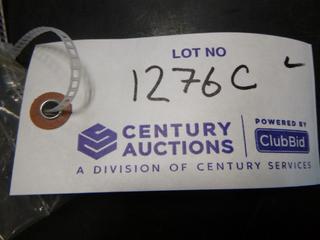 LOT NO
1276C L
CENTURY
AUCTIONS
POWERED BY
ClubBid
A DIVISION OF CENTURY SERVICES